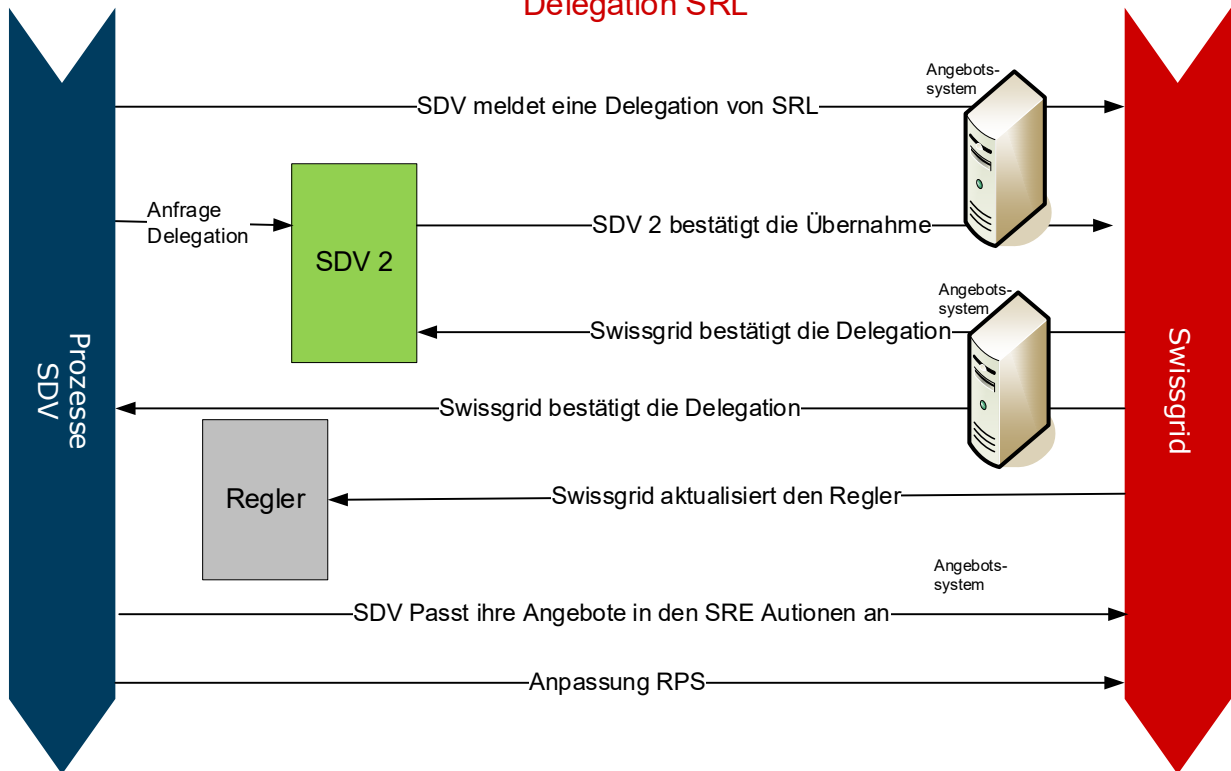 Delegation SRL
Angebots-
system
SDV meldet eine Delegation von SRL
Anfrage
Delegation
SDV 2
SDV 2 bestätigt die Übernahme
Angebots-
system
Swissgrid bestätigt die Delegation
Prozesse
SDV
Swissgrid
Swissgrid bestätigt die Delegation
Regler
Swissgrid aktualisiert den Regler
Angebots-
system
SDV Passt ihre Angebote in den SRE Autionen an
Anpassung RPS